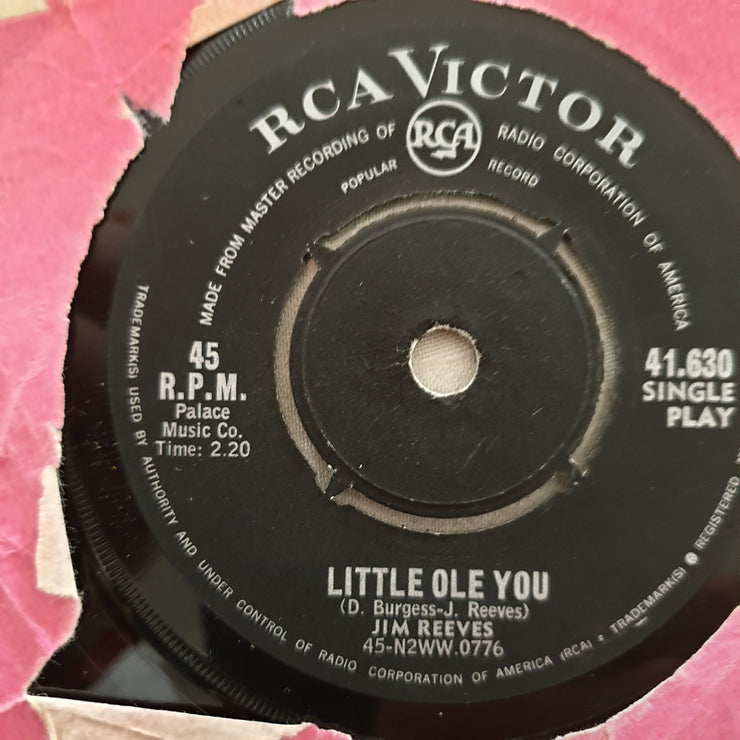 RCA VICTOR
MADE FROM MASTER RECORDING OF RCA RADIO CORPORATION OF AMERICA
POPULAR RECORD
45
R.P.M.
Palace
Music Co.
Time: 2.20
41.630
SINGLE
PLAY
LITTLE OLE YOU
(D. Burgess-J. Reeves)
JIM REEVES
45-N2WW.0776
TRADEMARK(S) USED BY AUTHORITY AND UNDER CONTROL OF RADIO CORPORATION OF AMERICA (RCA) • TRADEMARK(S) ® REGISTERED